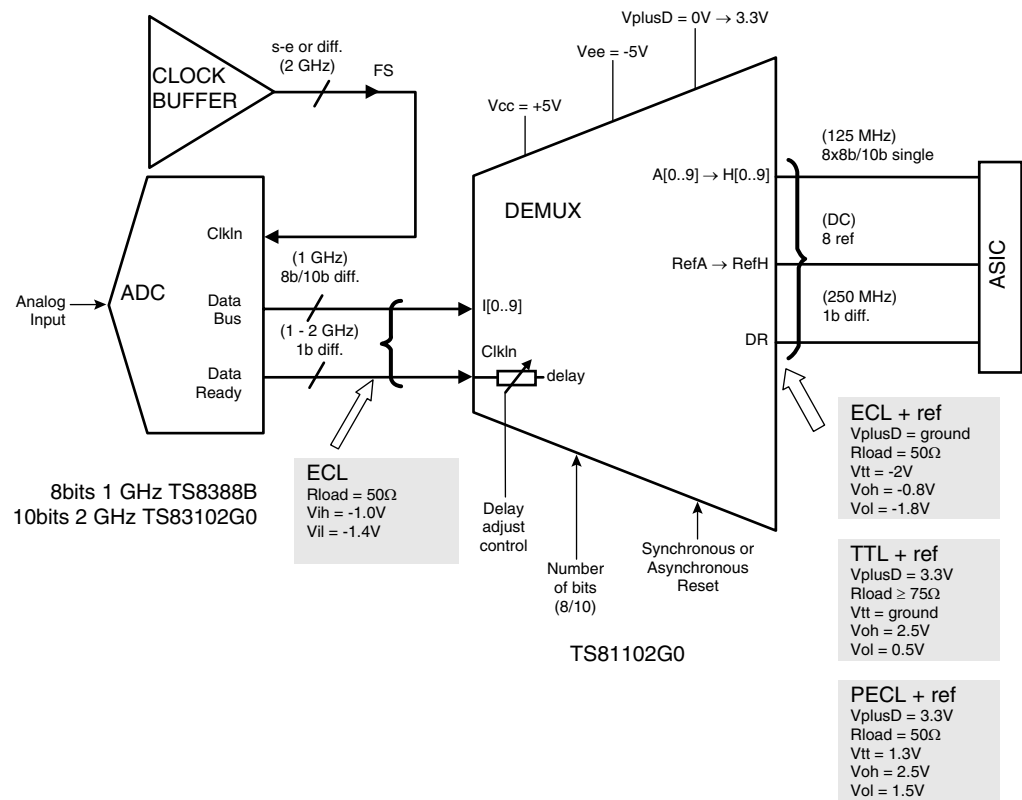 VplusD = 0V → 3.3V
Vee = -5V
Vcc = +5V
s-e or diff.
(2 GHz)
FS
CLOCK
BUFFER
ADC
ClkIn
Analog
Input
Data
Bus
Data
Ready
(1 GHz)
8b/10b diff.
(1 - 2 GHz)
1b diff.
DEMUX
I[0..9]
ClkIn
delay
A[0..9] → H[0..9]
RefA → RefH
DR
(125 MHz)
8x8b/10b single
(DC)
8 ref
(250 MHz)
1b diff.
ASIC
8bits 1 GHz TS8388B
10bits 2 GHz TS83102G0
ECL
Rload = 50Ω
Vih = -1.0V
Vil = -1.4V
Delay
adjust
control
Number
of bits
(8/10)
Synchronous or
Asynchronous
Reset
TS81102G0
ECL + ref
VplusD = ground
Rload = 50Ω
Vtt = -2V
Voh = -0.8V
Vol = -1.8V
TTL + ref
VplusD = 3.3V
Rload ≥ 75Ω
Vtt = ground
Voh = 2.5V
Vol = 0.5V
PECL + ref
VplusD = 3.3V
Rload = 50Ω
Vtt = 1.3V
Voh = 2.5V
Vol = 1.5V